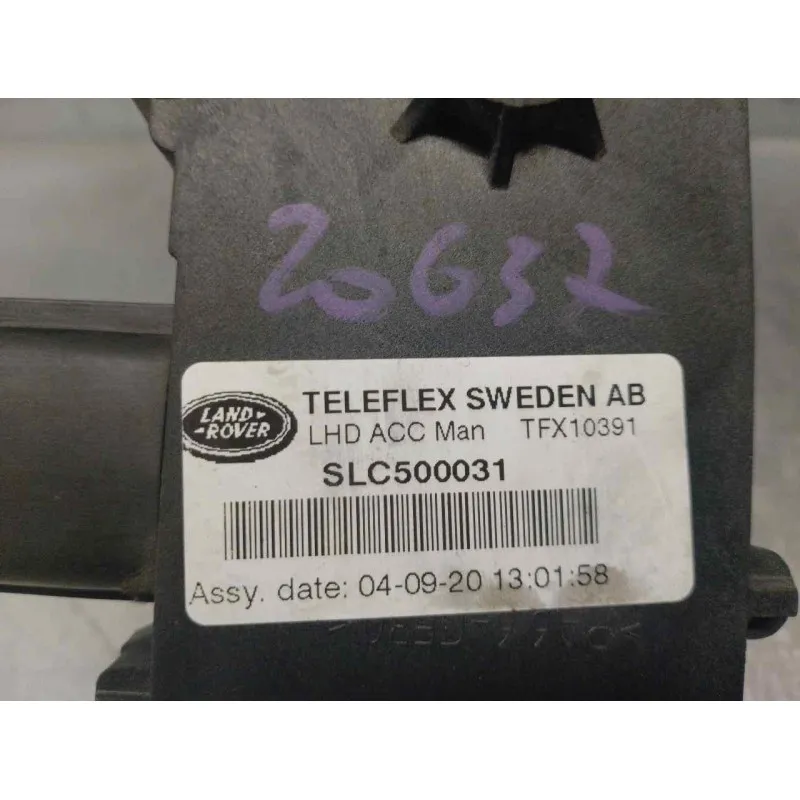 20632
LAND
-ROVER
TELEFLEX SWEDEN AB
LHD ACC Man TFX10391
SLC500031
Assy. date: 04-09-20 13:01:58